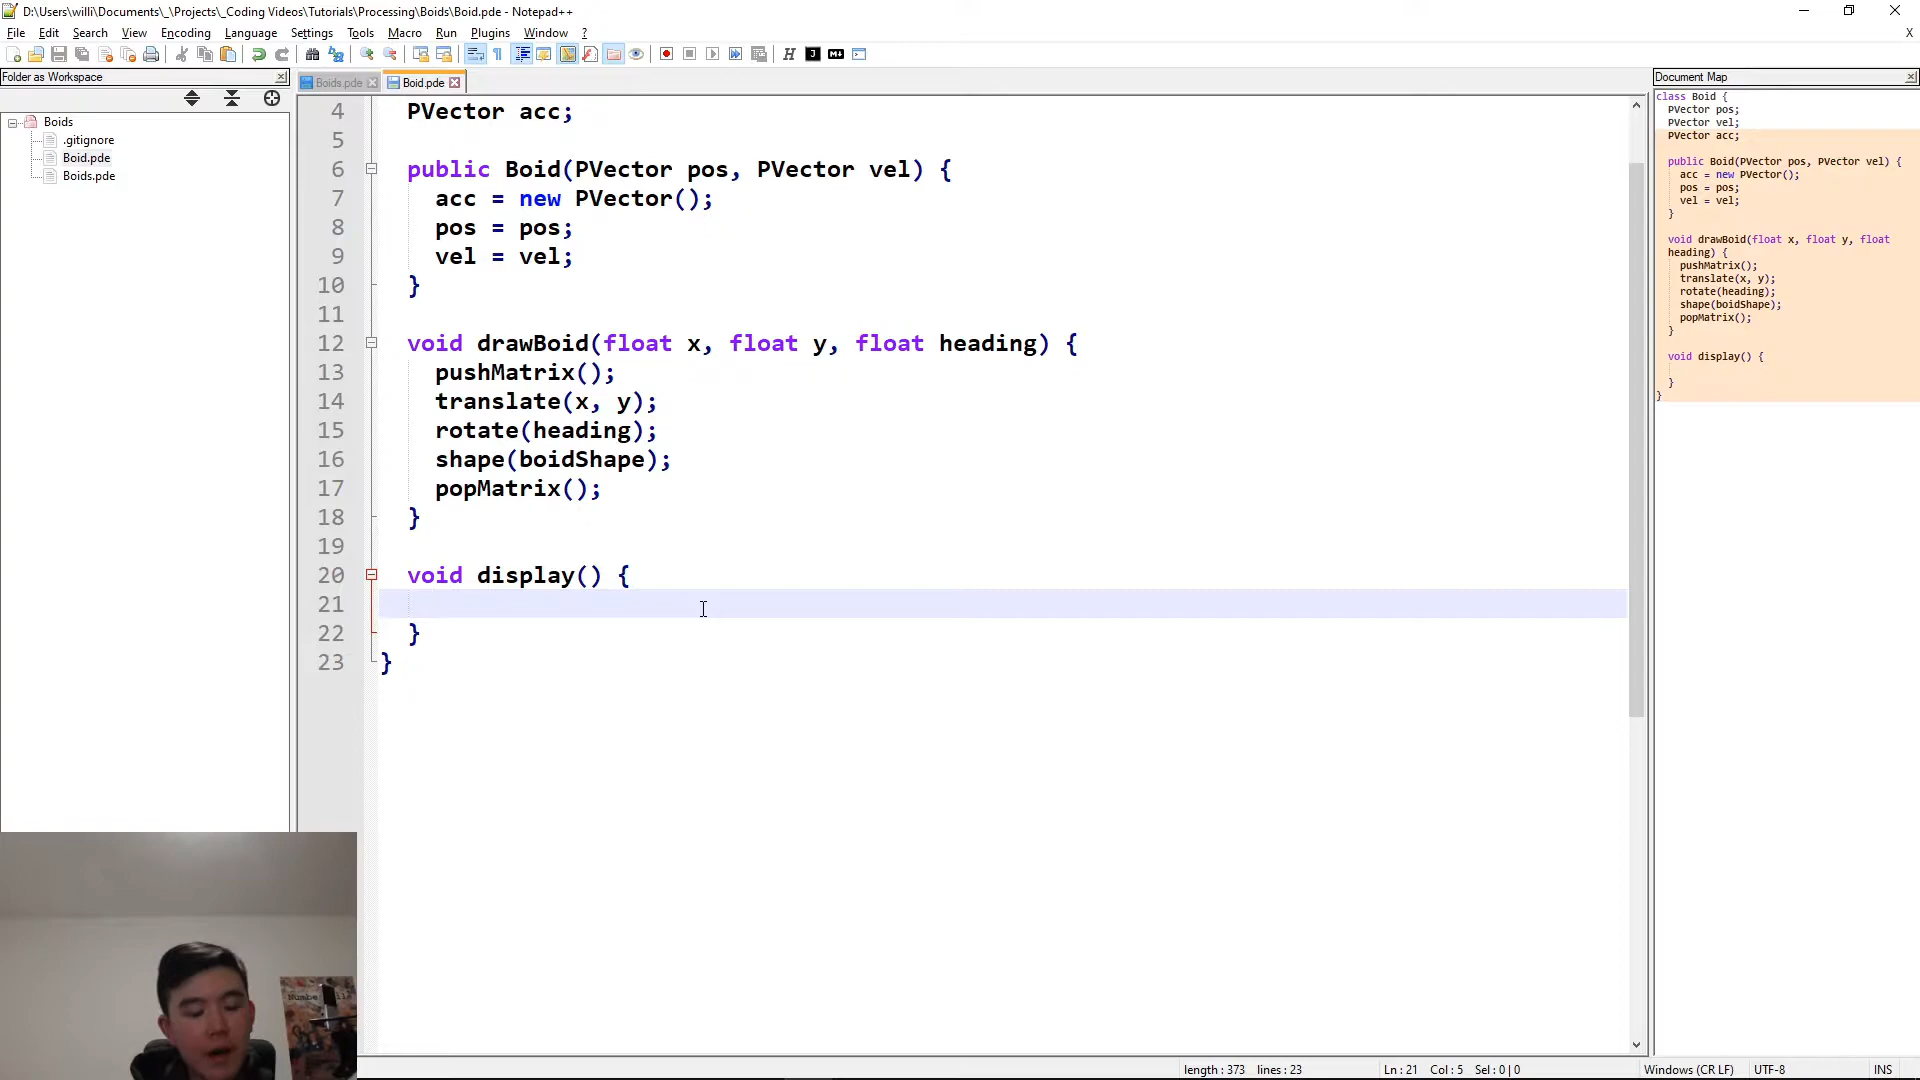 D:\Users\willi\Documents\_\Projects\_Coding Videos\Tutorials\Processing\Boids\Boid.pde - Notepad++
File Edit Search View Encoding Language Settings Tools Macro Run Plugins Window ?
X
Folder as Workspace
Boids.pde
Boid.pde
Document Map
Boids
.gitignore
Boid.pde
Boids.pde
4 PVector acc;
5
6 public Boid(PVector pos, PVector vel) {
7 acc = new PVector();
8 pos = pos;
9 vel = vel;
10 }
11
12 void drawBoid(float x, float y, float heading) {
13 pushMatrix();
14 translate(x, y);
15 rotate(heading);
16 shape(boidShape);
17 popMatrix();
18 }
19
20 void display() {
21
22 }
23 }
class Boid {
PVector pos;
PVector vel;
PVector acc;
public Boid(PVector pos, PVector vel) {
acc = new PVector();
pos = pos;
vel = vel;
}
void drawBoid(float x, float y, float
heading) {
pushMatrix();
translate(x, y);
rotate(heading);
shape(boidShape);
popMatrix();
}
void display() {
}
}
length : 373 lines : 23
Ln : 21 Col : 5 Sel : 0 | 0
Windows (CR LF)
UTF-8
INS